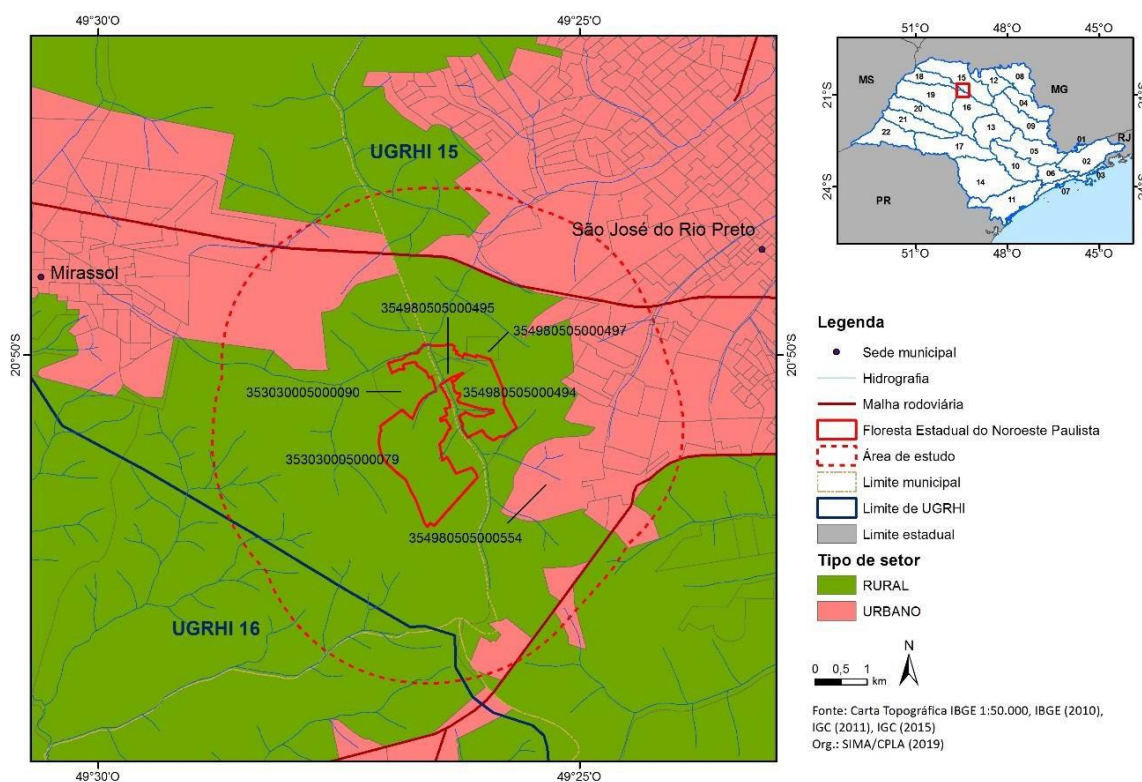 49°30'O
49°25'O
UGRHI 15
São José do Rio Preto
Mirassol
354980505000495
354980505000497
20°50'S
20°50'S
353030005000090
354980505000494
353030005000079
354980505000554
UGRHI 16
49°30'O
49°25'O
51°O
48°O
45°O
MS
MG
RJ
PR
21°S
21°S
24°S
24°S
18
15
12
08
19
16
04
20
13
09
21
22
17
05
01
10
02
06
03
14
07
11
51°O
48°O
45°O
Legenda
Sede municipal
Hidrografia
Malha rodoviária
Floresta Estadual do Noroeste Paulista
Área de estudo
Limite municipal
Limite de UGRHI
Limite estadual
Tipo de setor
RURAL
URBANO
N
0 0,5 1
km
Fonte: Carta Topográfica IBGE 1:50.000, IBGE (2010),
IGC (2011), IGC (2015)
Org.: SIMA/CPLA (2019)